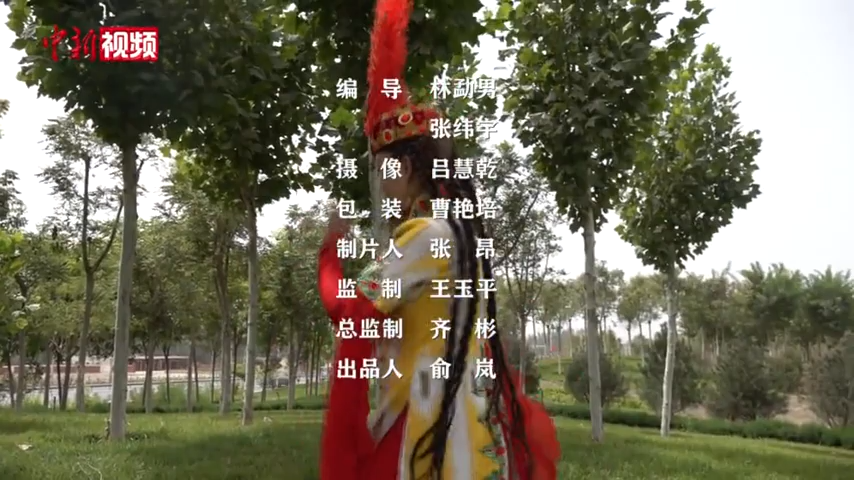 中新视频
编 导 林勐男
张纬宇
摄 像 吕慧乾
包 装 曹艳培
制片人 张 昂
监 制 王玉平
总监制 齐 彬
出品人 俞 岚